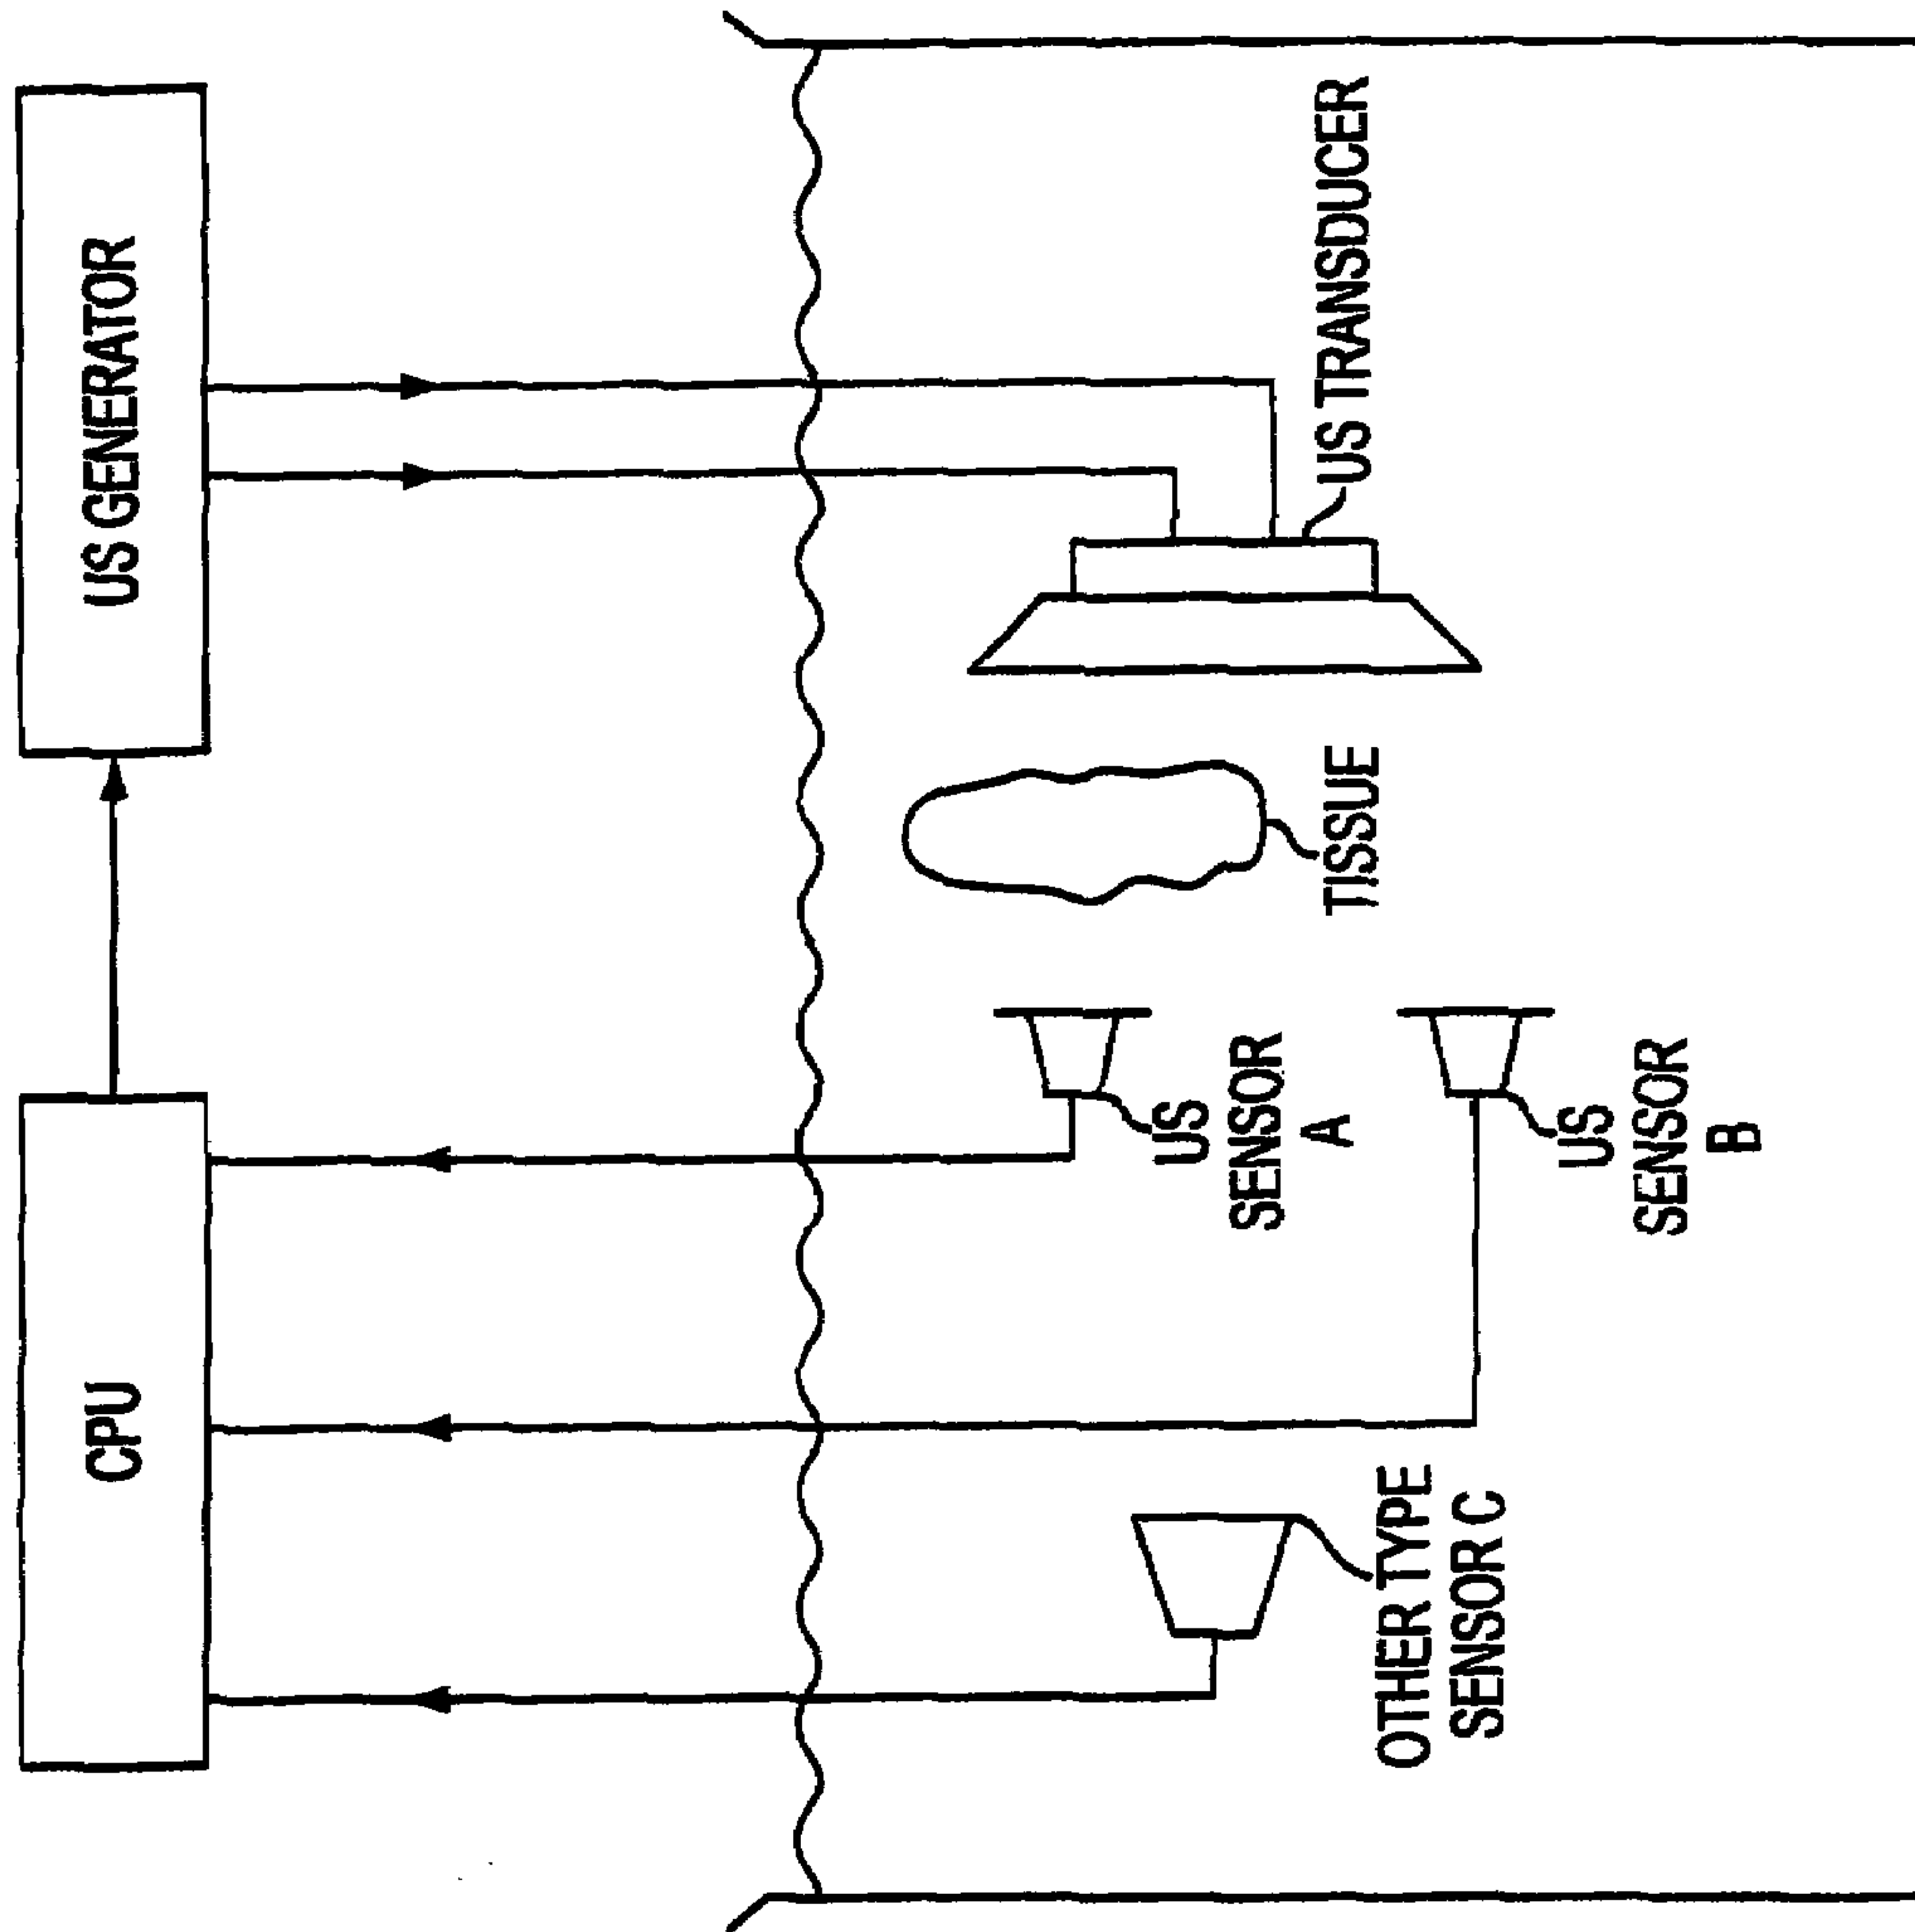 CPU
US GENERATOR
OTHER TYPE
SENSOR C
US
SENSOR
A
US
SENSOR
B
TISSUE
US TRANSDUCER